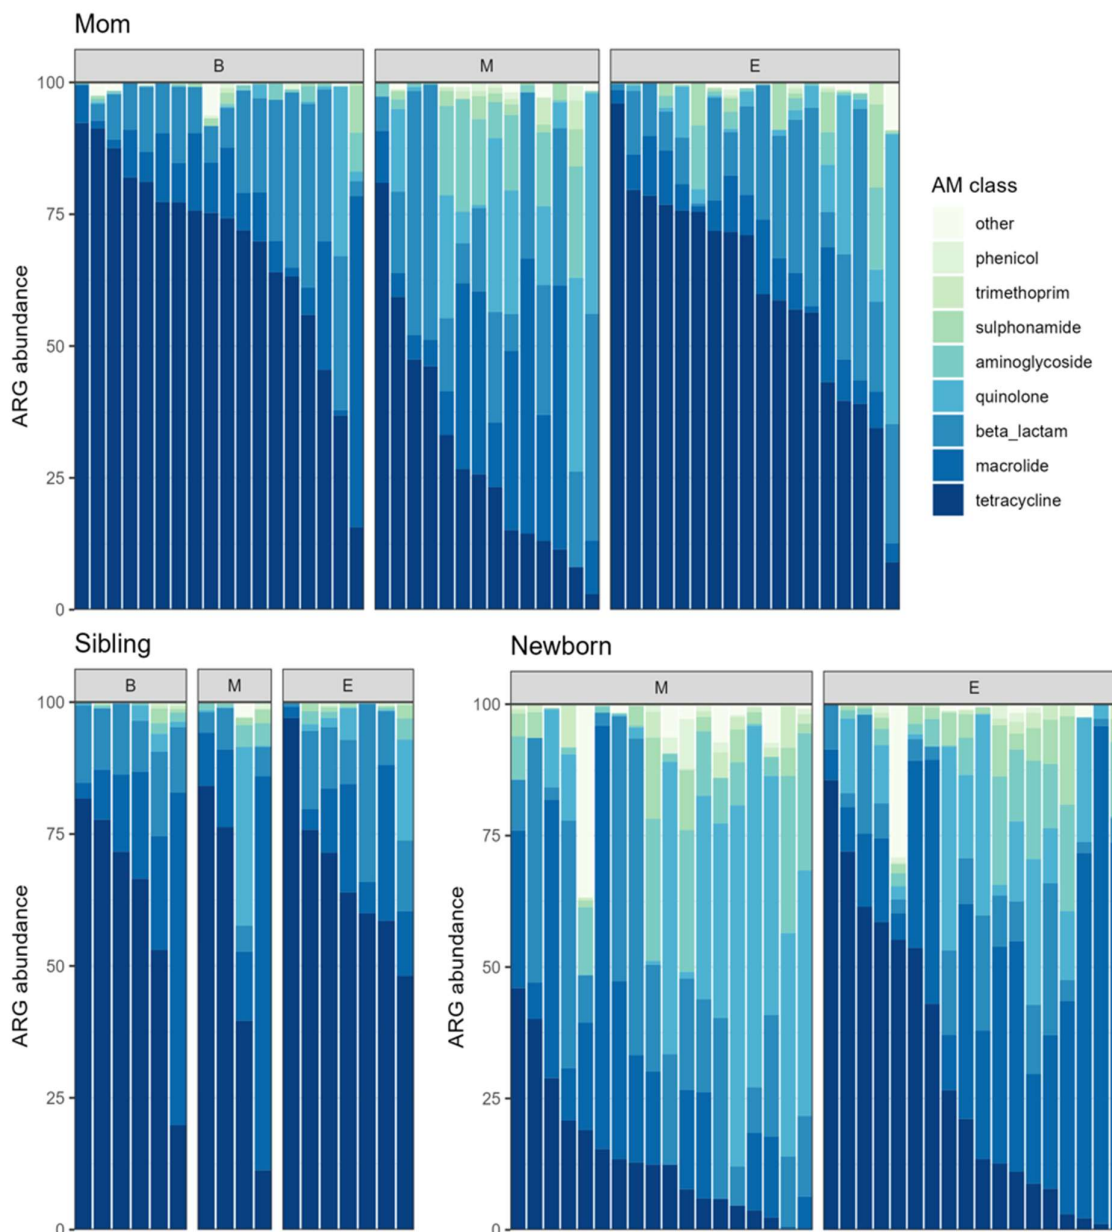 Mom
B M E
100
75
50
25
0
ARG abundance
AM class
other
phenicol
trimethoprim
sulphonamide
aminoglycoside
quinolone
beta_lactam
macrolide
tetracycline
Sibling
B M E
100
75
50
25
0
ARG abundance
Newborn
M E
100
75
50
25
0
ARG abundance